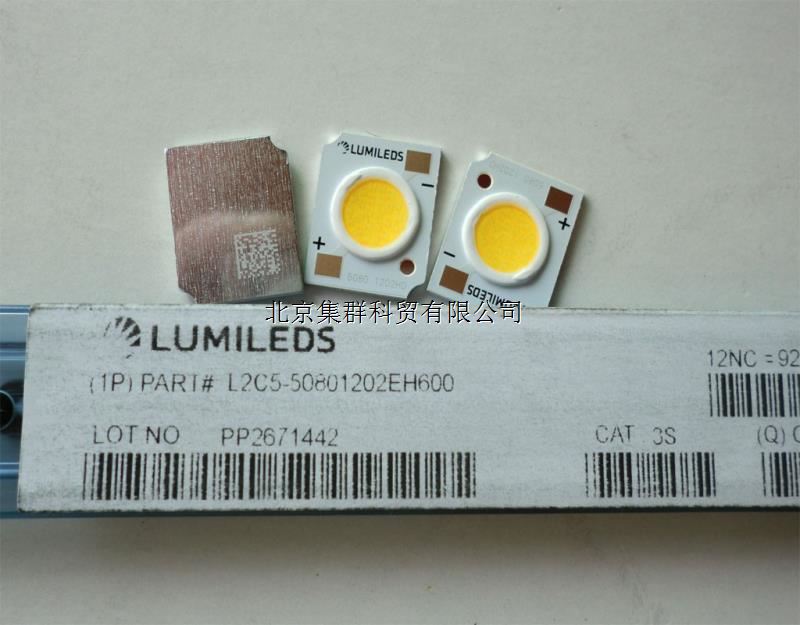 LUMILEDS
5080 1202HD
LUMILEDS
北京集群科贸有限公司
LUMILEDS
(1P) PART# L2C5-50801202EH600
12NC = 92
LOT NO PP2671442
CAT 3S
(Q)